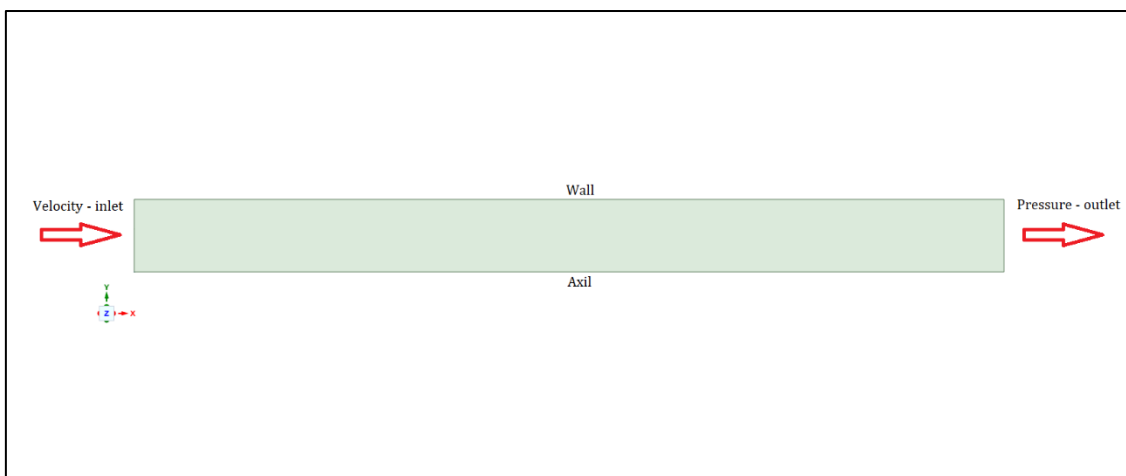 Wall
Velocity - inlet
Pressure - outlet
Axil
Y
Z
X